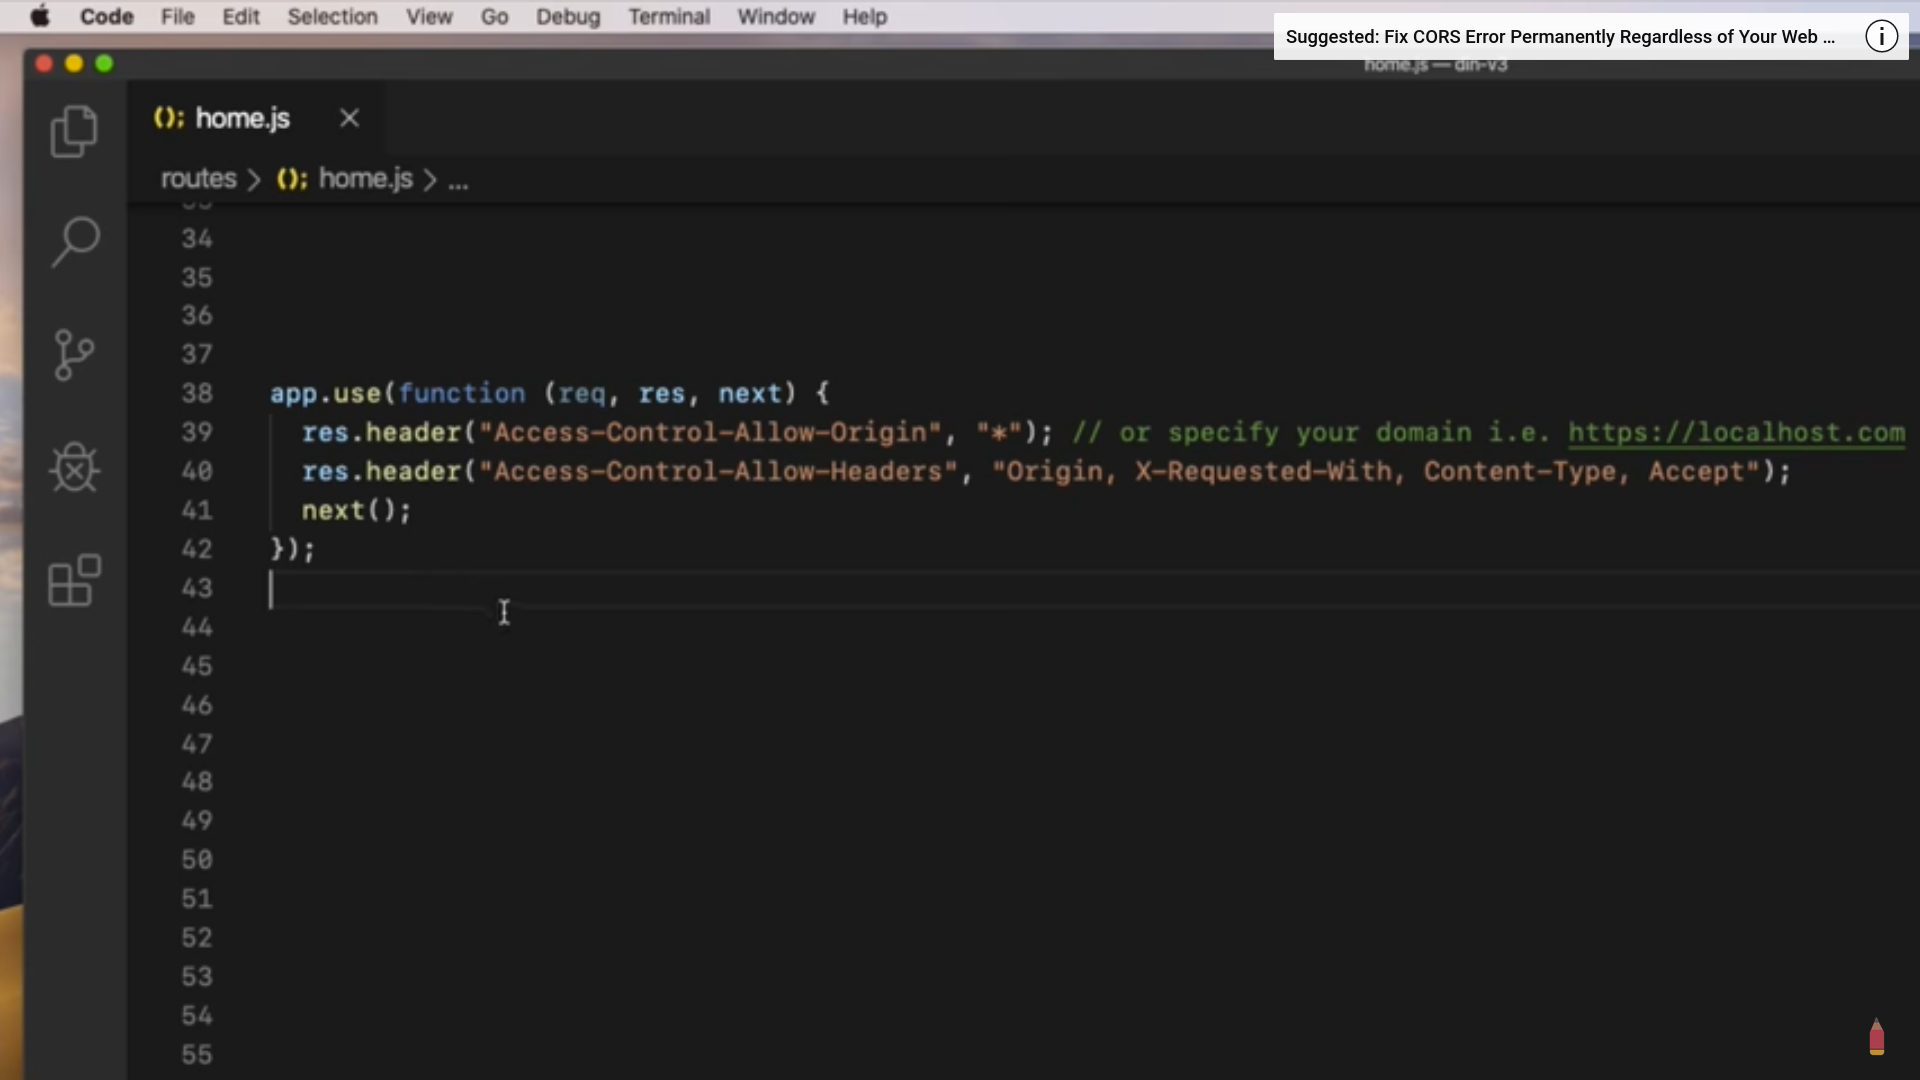 Code File Edit Selection View Go Debug Terminal Window Help
Suggested: Fix CORS Error Permanently Regardless of Your Web ...
home.js — din-v3
(); home.js
routes > (); home.js > ...
34
35
36
37
38 app.use(function (req, res, next) {
39 res.header("Access-Control-Allow-Origin", "*"); // or specify your domain i.e. https://localhost.com
40 res.header("Access-Control-Allow-Headers", "Origin, X-Requested-With, Content-Type, Accept");
41 next();
42 });
43
44
45
46
47
48
49
50
51
52
53
54
55